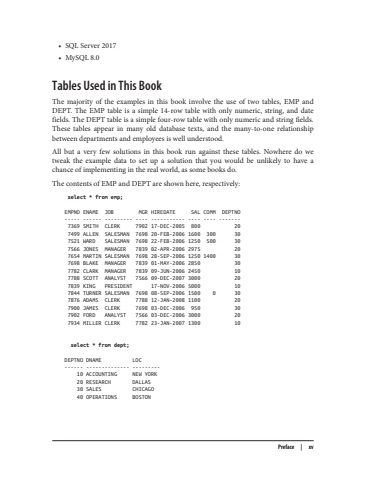 • SQL Server 2017
• MySQL 8.0
Tables Used in This Book
The majority of the examples in this book involve the use of two tables, EMP and
DEPT. The EMP table is a simple 14-row table with only numeric, string, and date
fields. The DEPT table is a simple four-row table with only numeric and string fields.
These tables appear in many old database texts, and the many-to-one relationship
between departments and employees is well understood.
All but a very few solutions in this book run against these tables. Nowhere do we
tweak the example data to set up a solution that you would be unlikely to have a
chance of implementing in the real world, as some books do.
The contents of EMP and DEPT are shown here, respectively:
select * from emp;
EMPNO ENAME JOB MGR HIREDATE SAL COMM DEPTNO
----- ------ --------- ---- ----------- ---- ---- -------
7369 SMITH CLERK 7902 17-DEC-2005 800 20
7499 ALLEN SALESMAN 7698 20-FEB-2006 1600 300 30
7521 WARD SALESMAN 7698 22-FEB-2006 1250 500 30
7566 JONES MANAGER 7839 02-APR-2006 2975 20
7654 MARTIN SALESMAN 7698 28-SEP-2006 1250 1400 30
7698 BLAKE MANAGER 7839 01-MAY-2006 2850 30
7782 CLARK MANAGER 7839 09-JUN-2006 2450 10
7788 SCOTT ANALYST 7566 09-DEC-2007 3000 20
7839 KING PRESIDENT 17-NOV-2006 5000 10
7844 TURNER SALESMAN 7698 08-SEP-2006 1500 0 30
7876 ADAMS CLERK 7788 12-JAN-2008 1100 20
7900 JAMES CLERK 7698 03-DEC-2006 950 30
7902 FORD ANALYST 7566 03-DEC-2006 3000 20
7934 MILLER CLERK 7782 23-JAN-2007 1300 10
select * from dept;
DEPTNO DNAME LOC
------ -------------- ---------
10 ACCOUNTING NEW YORK
20 RESEARCH DALLAS
30 SALES CHICAGO
40 OPERATIONS BOSTON
Preface | xv